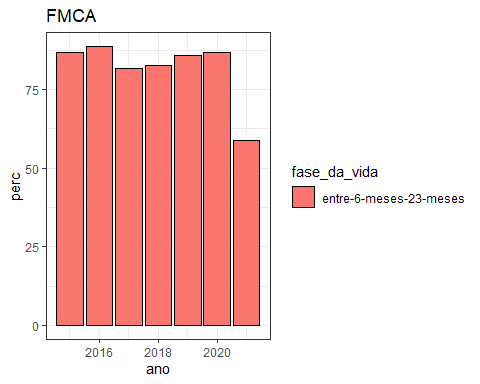 FMCA
perc
75
50
25
0
2016 2018 2020
ano
fase_da_vida
entre-6-meses-23-meses